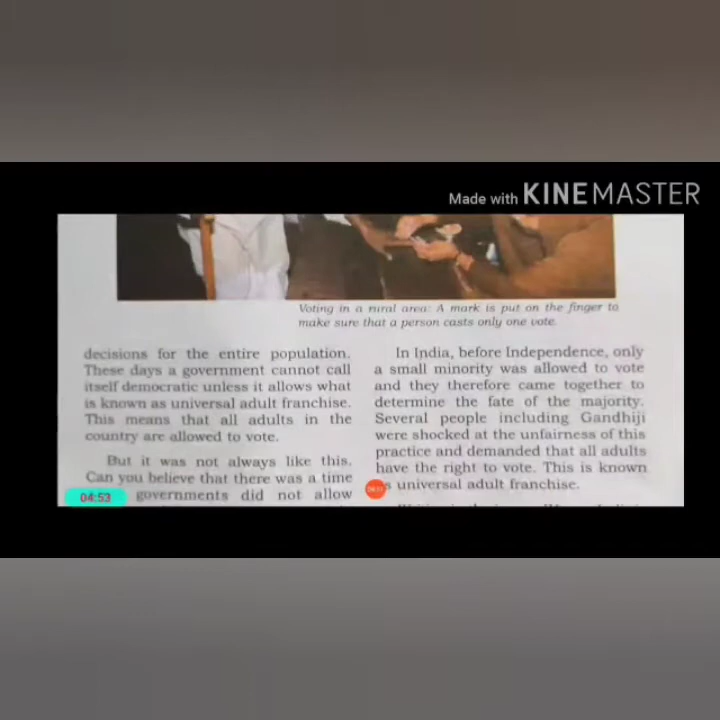 Made with KINEMASTER
Voting in a rural area: A mark is put on the finger to
make sure that a person casts only one vote.
decisions for the entire population.
These days a government cannot call
itself democratic unless it allows what
is known as universal adult franchise.
This means that all adults in the
country are allowed to vote.
But it was not always like this.
Can you believe that there was a time
04:53 governments did not allow
In India, before Independence, only
a small minority was allowed to vote
and they therefore came together to
determine the fate of the majority.
Several people including Gandhiji
were shocked at the unfairness of this
practice and demanded that all adults
have the right to vote. This is known
s universal adult franchise.